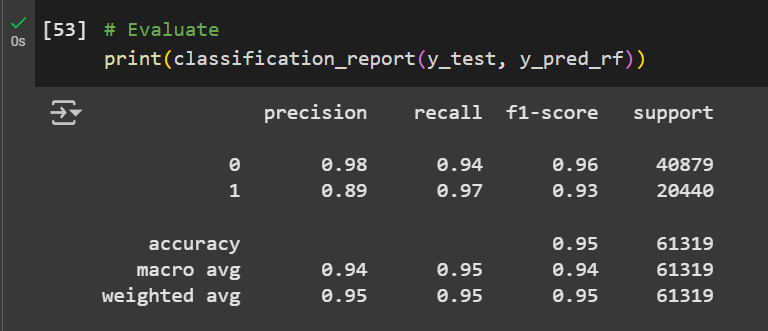 [53] # Evaluate
0s print(classification_report(y_test, y_pred_rf))
precision recall f1-score support
0 0.98 0.94 0.96 40879
1 0.89 0.97 0.93 20440
accuracy 0.95 61319
macro avg 0.94 0.95 0.94 61319
weighted avg 0.95 0.95 0.95 61319